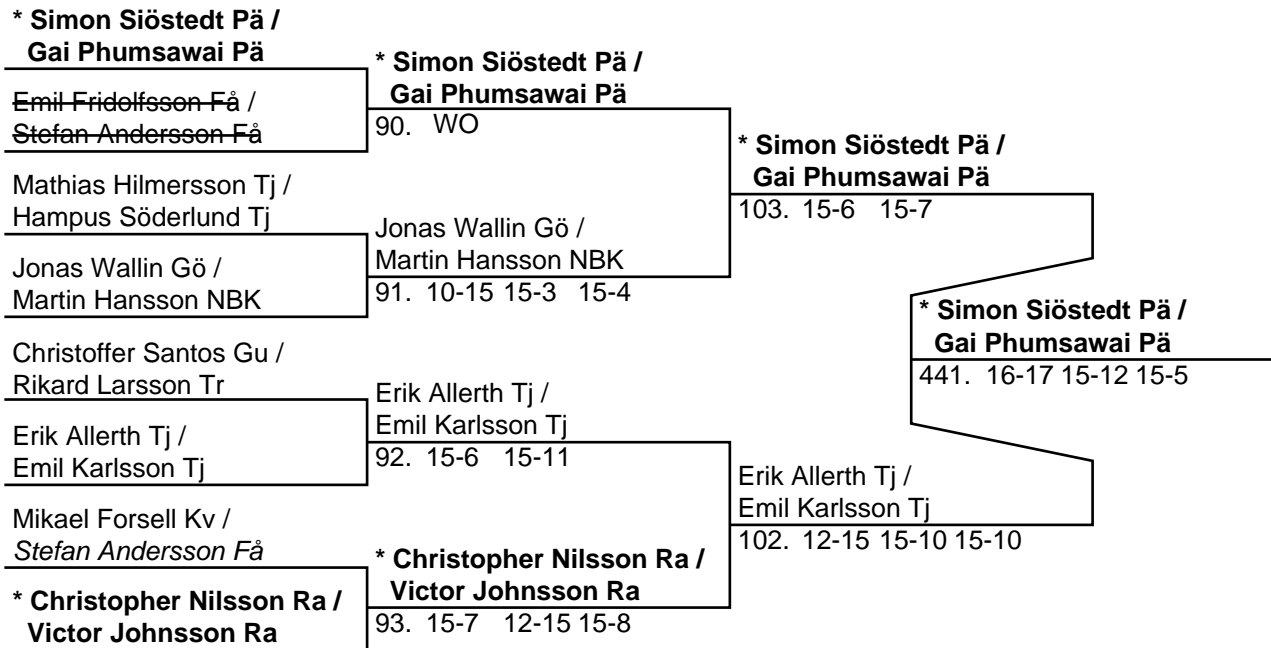 * Simon Siöstedt Pä /
Gai Phumsawai Pä
Emil Fridolfsson Få /
Stefan Andersson Få
Mathias Hilmersson Tj /
Hampus Söderlund Tj
Jonas Wallin Gö /
Martin Hansson NBK
Christoffer Santos Gu /
Rikard Larsson Tr
Erik Allerth Tj /
Emil Karlsson Tj
Mikael Forsell Kv /
Stefan Andersson Få
* Christopher Nilsson Ra /
Victor Johnsson Ra
* Simon Siöstedt Pä /
Gai Phumsawai Pä
90. WO
Jonas Wallin Gö /
Martin Hansson NBK
91. 10-15 15-3 15-4
Erik Allerth Tj /
Emil Karlsson Tj
92. 15-6 15-11
* Christopher Nilsson Ra /
Victor Johnsson Ra
93. 15-7 12-15 15-8
* Simon Siöstedt Pä /
Gai Phumsawai Pä
103. 15-6 15-7
Erik Allerth Tj /
Emil Karlsson Tj
102. 12-15 15-10 15-10
* Simon Siöstedt Pä /
Gai Phumsawai Pä
441. 16-17 15-12 15-5